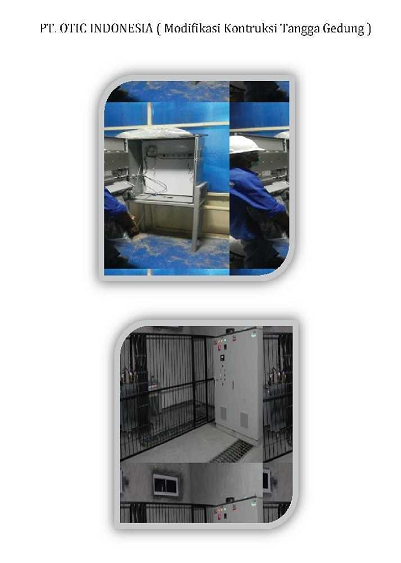 PT. OTIC INDONESIA ( Modifikasi Kontruksi Tangga Gedung )